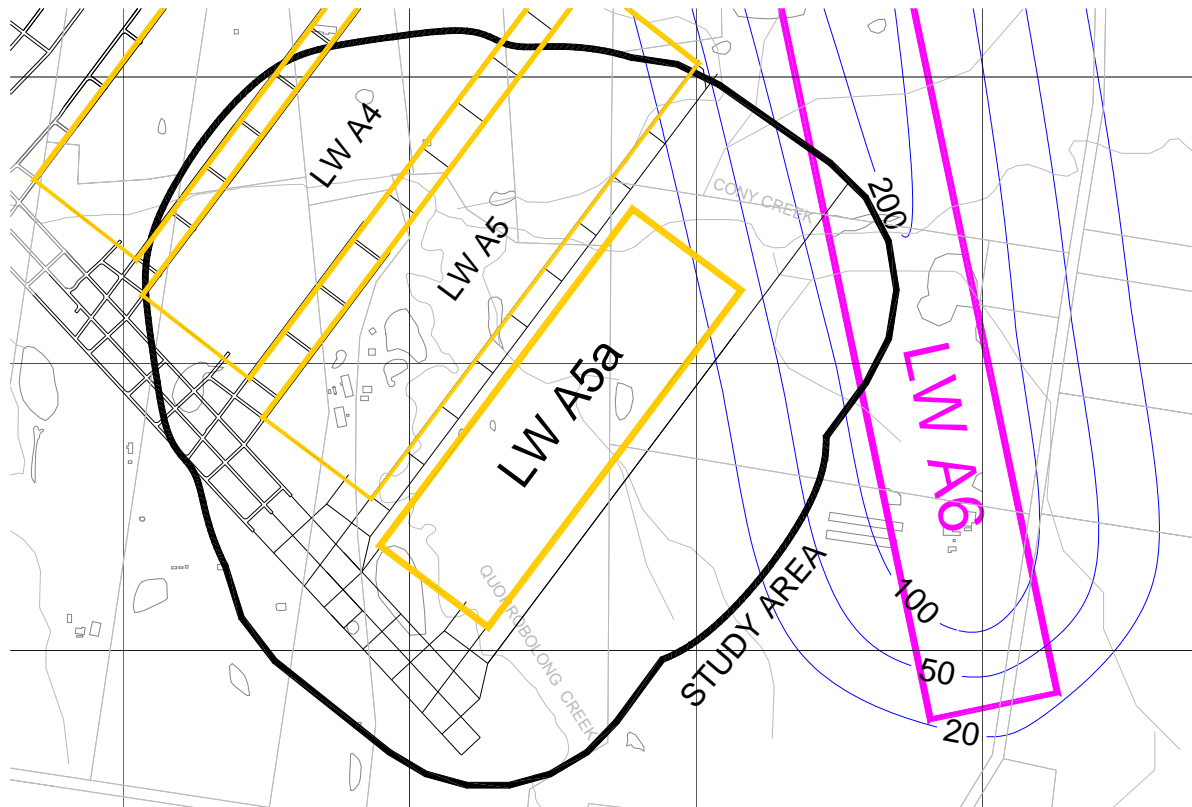 LW A4
CONY CREEK
200
LW A5
LW A5a
LW A6
QUORROBOLONG CREEK
STUDY AREA
100
50
20